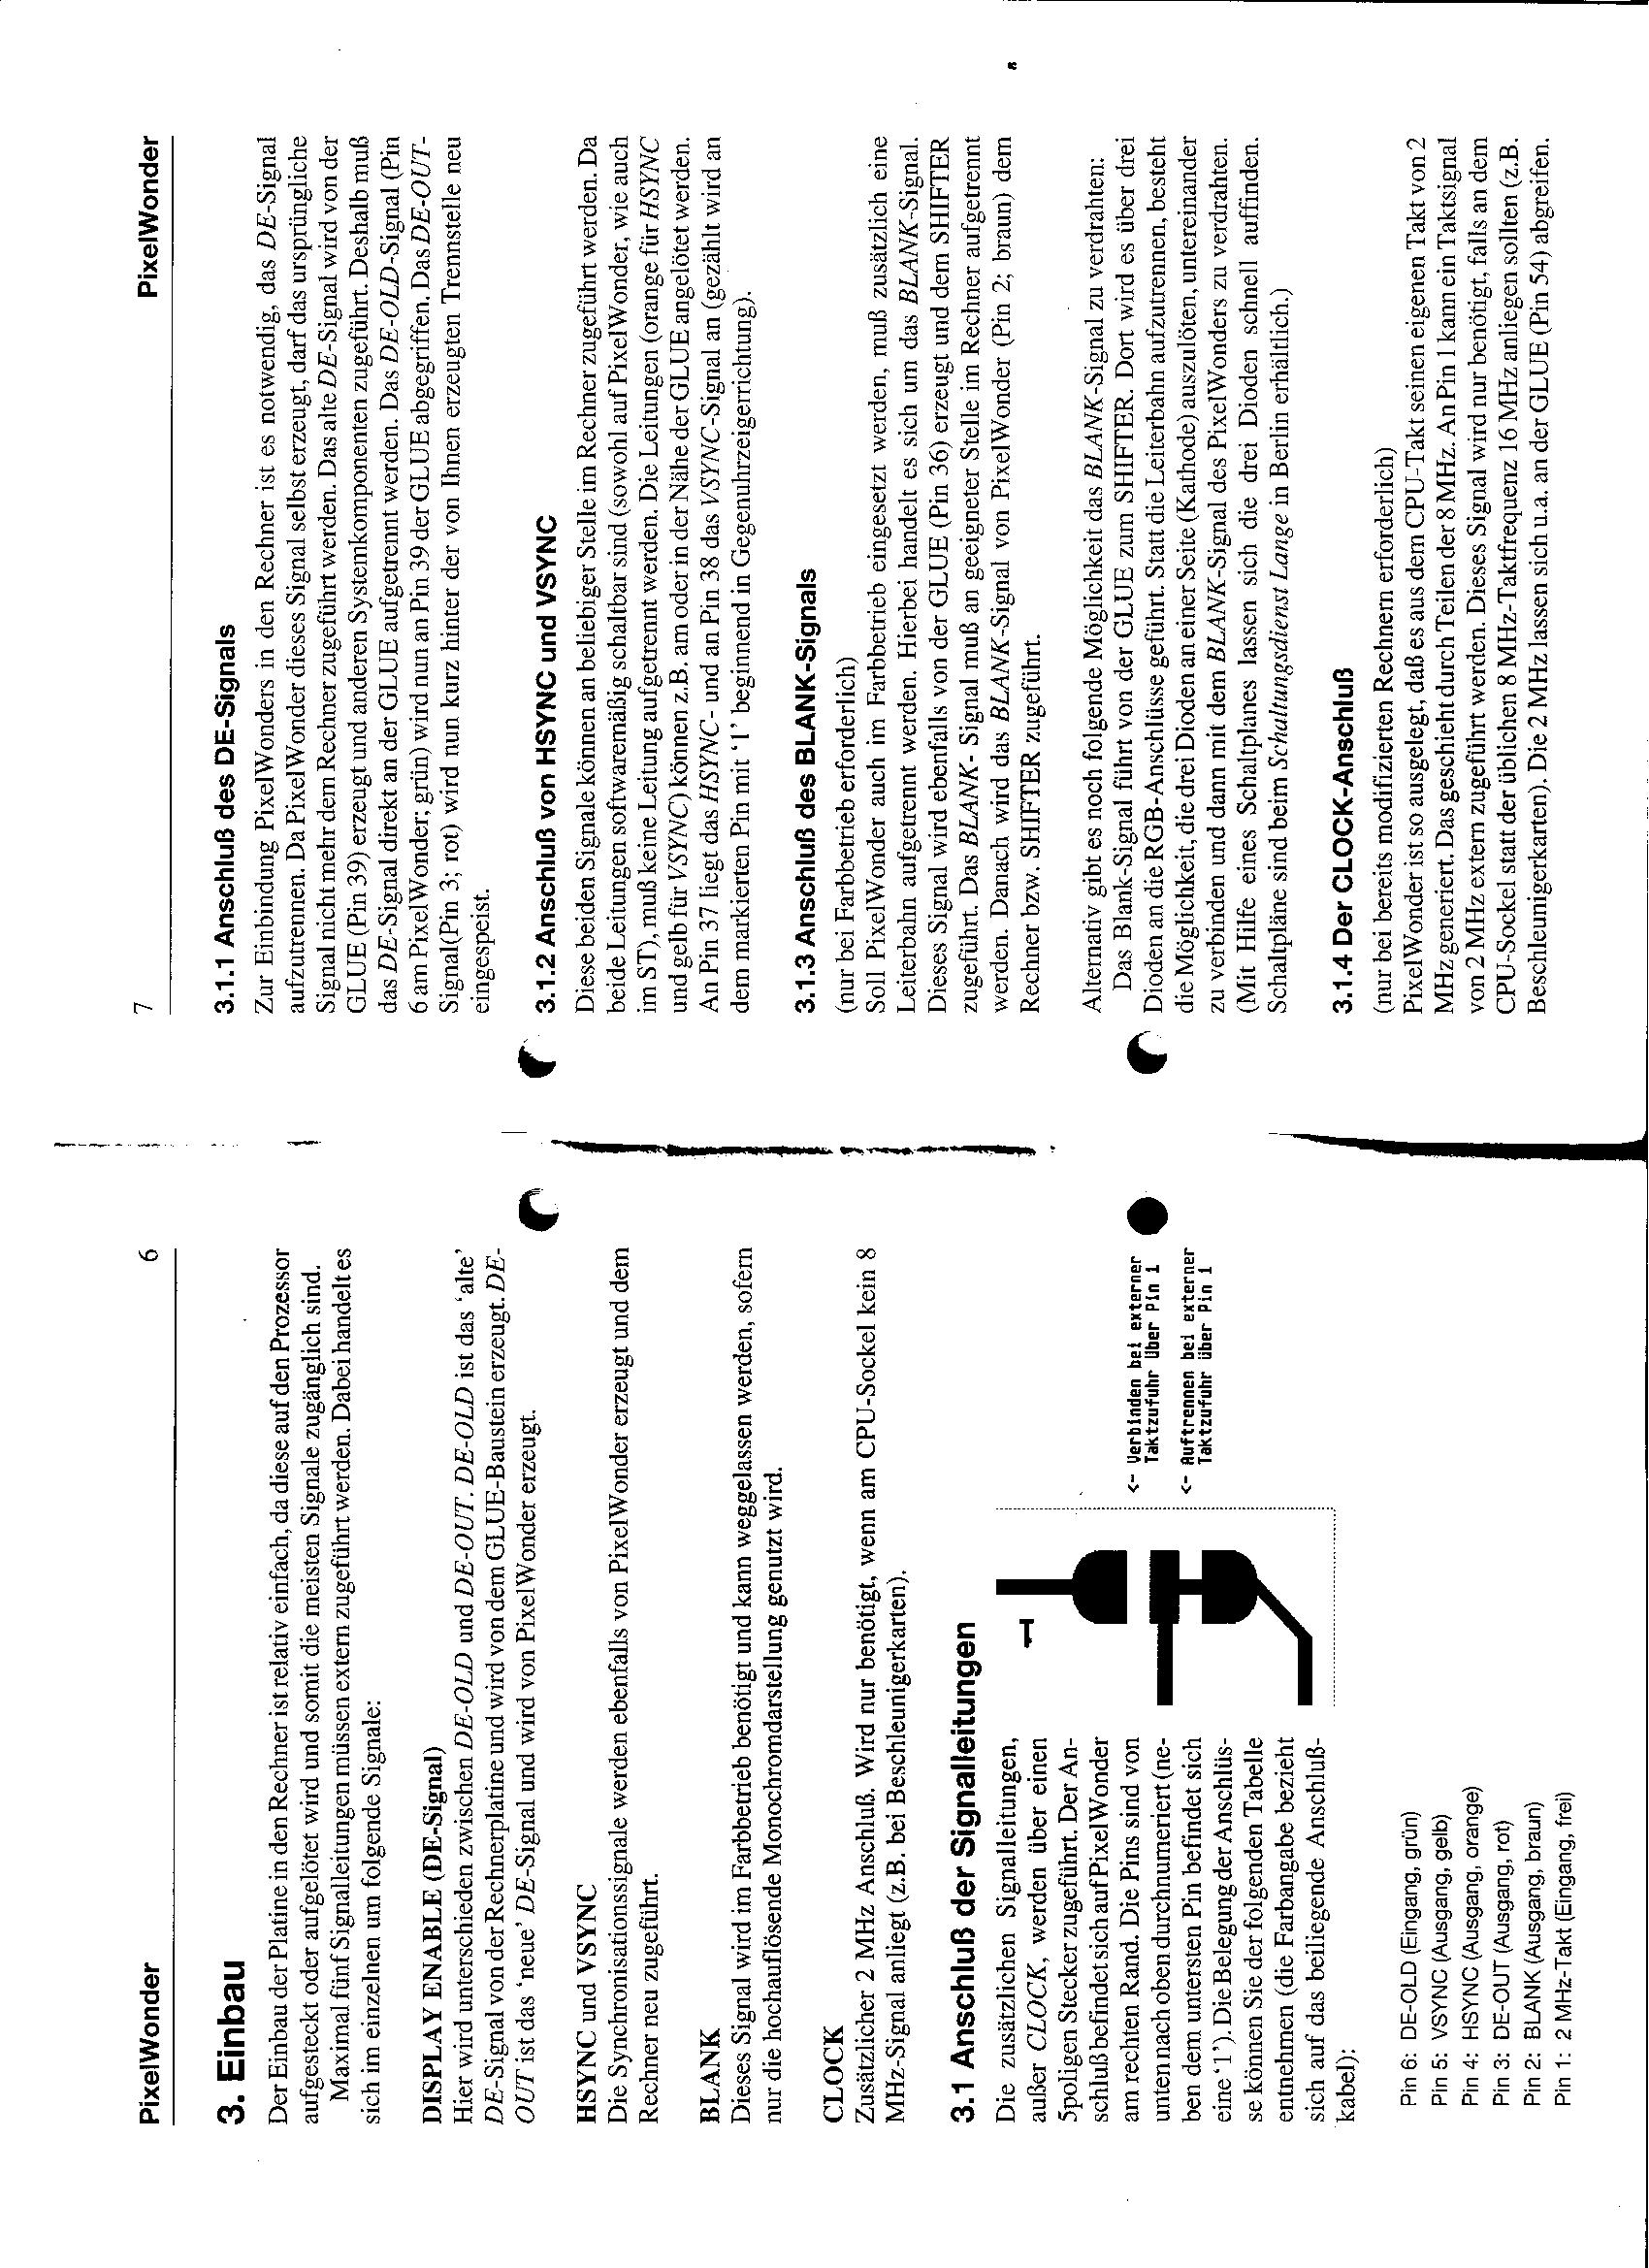 PixelWonder 6
3. Einbau
Der Einbau der Platine in den Rechner ist relativ einfach, da diese auf den Prozessor
aufgesteckt oder aufgelötet wird und somit die meisten Signale zugänglich sind.
Maximal fünf Signalleitungen müssen extern zugeführt werden. Dabei handelt es
sich im einzelnen um folgende Signale:
DISPLAY ENABLE (DE-Signal)
Hier wird unterschieden zwischen DE-OLD und DE-OUT. DE-OLD ist das 'alte'
DE-Signal von der Rechnerplatine und wird von dem GLUE-Baustein erzeugt. DE-
OUT ist das 'neue' DE-Signal und wird von PixelWonder erzeugt.
HSYNC und VSYNC
Die Synchronisationssignale werden ebenfalls von PixelWonder erzeugt und dem
Rechner neu zugeführt.
BLANK
Dieses Signal wird im Farbbetrieb benötigt und kann weggelassen werden, sofern
nur die hochauflösende Monochromdarstellung genutzt wird.
CLOCK
Zusätzlicher 2 MHz Anschluß. Wird nur benötigt, wenn am CPU-Sockel kein 8
MHz-Signal anliegt (z.B. bei Beschleunigerkarten).
3.1 Anschluß der Signalleitungen
Die zusätzlichen Signalleitungen,
außer CLOCK, werden über einen
5poligen Stecker zugeführt. Der An-
schluß befindet sich auf PixelWonder
am rechten Rand. Die Pins sind von
unten nach oben durchnumeriert (ne-
ben dem untersten Pin befindet sich
eine '1'). Die Belegung der Anschlüs-
se können Sie der folgenden Tabelle
entnehmen (die Farbangabe bezieht
sich auf das beiliegende Anschluß-
kabel):
1
<- Verbinden bei externer
Taktzufuhr über Pin 1
<- Auftrennen bei externer
Taktzufuhr über Pin 1
Pin 6: DE-OLD (Eingang, grün)
Pin 5: VSYNC (Ausgang, gelb)
Pin 4: HSYNC (Ausgang, orange)
Pin 3: DE-OUT (Ausgang, rot)
Pin 2: BLANK (Ausgang, braun)
Pin 1: 2 MHz-Takt (Eingang, frei)
7 PixelWonder
3.1.1 Anschluß des DE-Signals
Zur Einbindung PixelWonders in den Rechner ist es notwendig, das DE-Signal
aufzutrennen. Da PixelWonder dieses Signal selbst erzeugt, darf das ursprüngliche
Signal nicht mehr dem Rechner zugeführt werden. Das alte DE-Signal wird von der
GLUE (Pin 39) erzeugt und anderen Systemkomponenten zugeführt. Deshalb muß
das DE-Signal direkt an der GLUE aufgetrennt werden. Das DE-OLD-Signal (Pin
6 am PixelWonder; grün) wird nun an Pin 39 der GLUE abgegriffen. Das DE-OUT-
Signal(Pin 3; rot) wird nun kurz hinter der von Ihnen erzeugten Trennstelle neu
eingespeist.
3.1.2 Anschluß von HSYNC und VSYNC
Diese beiden Signale können an beliebiger Stelle im Rechner zugeführt werden. Da
beide Leitungen softwaremäßig schaltbar sind (sowohl auf PixelWonder, wie auch
im ST), muß keine Leitung aufgetrennt werden. Die Leitungen (orange für HSYNC
und gelb für VSYNC) können z.B. am oder in der Nähe der GLUE angelötet werden.
An Pin 37 liegt das HSYNC- und an Pin 38 das VSYNC-Signal an (gezählt wird an
dem markierten Pin mit '1' beginnend in Gegenuhrzeigerrichtung).
3.1.3 Anschluß des BLANK-Signals
(nur bei Farbbetrieb erforderlich)
Soll PixelWonder auch im Farbbetrieb eingesetzt werden, muß zusätzlich eine
Leiterbahn aufgetrennt werden. Hierbei handelt es sich um das BLANK-Signal.
Dieses Signal wird ebenfalls von der GLUE (Pin 36) erzeugt und dem SHIFTER
zugeführt. Das BLANK- Signal muß an geeigneter Stelle im Rechner aufgetrennt
werden. Danach wird das BLANK-Signal von PixelWonder (Pin 2; braun) dem
Rechner bzw. SHIFTER zugeführt.
Alternativ gibt es noch folgende Möglichkeit das BLANK-Signal zu verdrahten:
Das Blank-Signal führt von der GLUE zum SHIFTER. Dort wird es über drei
Dioden an die RGB-Anschlüsse geführt. Statt die Leiterbahn aufzutrennen, besteht
die Möglichkeit, die drei Dioden an einer Seite (Kathode) auszulöten, untereinander
zu verbinden und dann mit dem BLANK-Signal des PixelWonders zu verdrahten.
(Mit Hilfe eines Schaltplanes lassen sich die drei Dioden schnell auffinden.
Schaltpläne sind beim Schaltungsdienst Lange in Berlin erhältlich.)
3.1.4 Der CLOCK-Anschluß
(nur bei bereits modifizierten Rechnern erforderlich)
PixelWonder ist so ausgelegt, daß es aus dem CPU-Takt seinen eigenen Takt von 2
MHz generiert. Das geschieht durch Teilen der 8 MHz. An Pin 1 kann ein Taktsignal
von 2 MHz extern zugeführt werden. Dieses Signal wird nur benötigt, falls an dem
CPU-Sockel statt der üblichen 8 MHz-Taktfrequenz 16 MHz anliegen sollten (z.B.
Beschleunigerkarten). Die 2 MHz lassen sich u.a. an der GLUE (Pin 54) abgreifen.